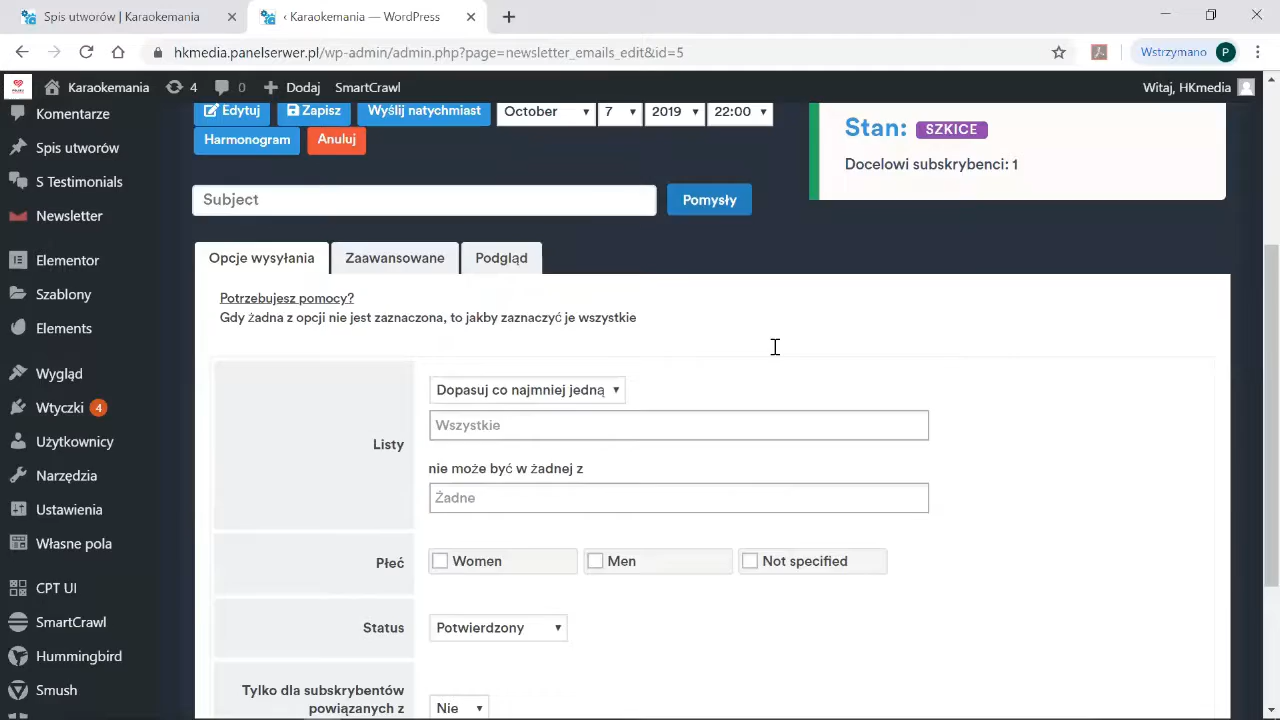 Spis utworów | Karaokemania
‹ Karaokemania — WordPress
hkmedia.panelserwer.pl/wp-admin/admin.php?page=newsletter_emails_edit&id=5
Wstrzymano P
Karaokemania 4 0 Dodaj SmartCrawl Witaj, HKmedia
Komentarze
Spis utworów
S Testimonials
Newsletter
Elementor
Szablony
Elements
Wygląd
Wtyczki 4
Użytkownicy
Narzędzia
Ustawienia
Własne pola
CPT UI
SmartCrawl
Hummingbird
Smush
Edytuj Zapisz Wyślij natychmiast October 7 2019 22:00
Harmonogram Anuluj
Stan: SZKICE
Docelowi subskrybenci: 1
Subject Pomysły
Opcje wysyłania Zaawansowane Podgląd
Potrzebujesz pomocy?
Gdy żadna z opcji nie jest zaznaczona, to jakby zaznaczyć je wszystkie
Listy
Dopasuj co najmniej jedną
Wszystkie
nie może być w żadnej z
Żadne
Płeć Women Men Not specified
Status Potwierdzony
Tylko dla subskrybentów
powiązanych z Nie